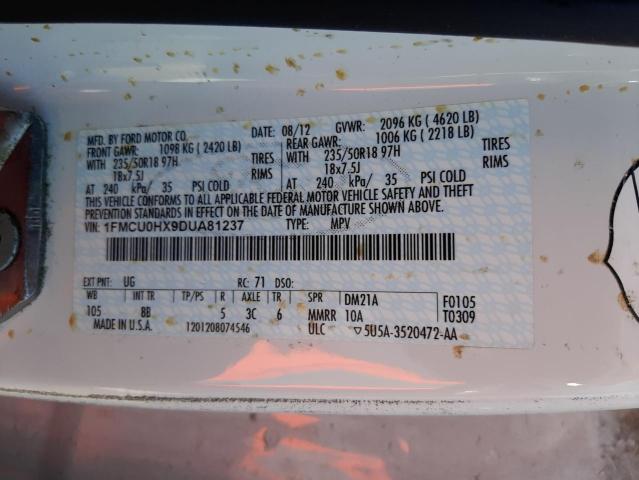 MFD. BY FORD MOTOR CO.
DATE: 08/12 GVWR: 2096 KG ( 4620 LB)
FRONT GAWR: 1098 KG ( 2420 LB) REAR GAWR: 1006 KG ( 2218 LB)
WITH 235/50R18 97H TIRES WITH 235/50R18 97H TIRES
18x7.5J RIMS 18x7.5J RIMS
AT 240 kPa/ 35 PSI COLD AT 240 kPa/ 35 PSI COLD
THIS VEHICLE CONFORMS TO ALL APPLICABLE FEDERAL MOTOR VEHICLE SAFETY AND THEFT
PREVENTION STANDARDS IN EFFECT ON THE DATE OF MANUFACTURE SHOWN ABOVE.
VIN: 1FMCU0HX9DUA81237 TYPE: MPV
EXT PNT: UG RC: 71 DSO:
WB INT TR TP/PS R AXLE TR SPR DM21A F0105
105 8B 5 3C 6 MMRR 10A T0309
MADE IN U.S.A. 1201208074546 ULC ▽5U5A-3520472-AA